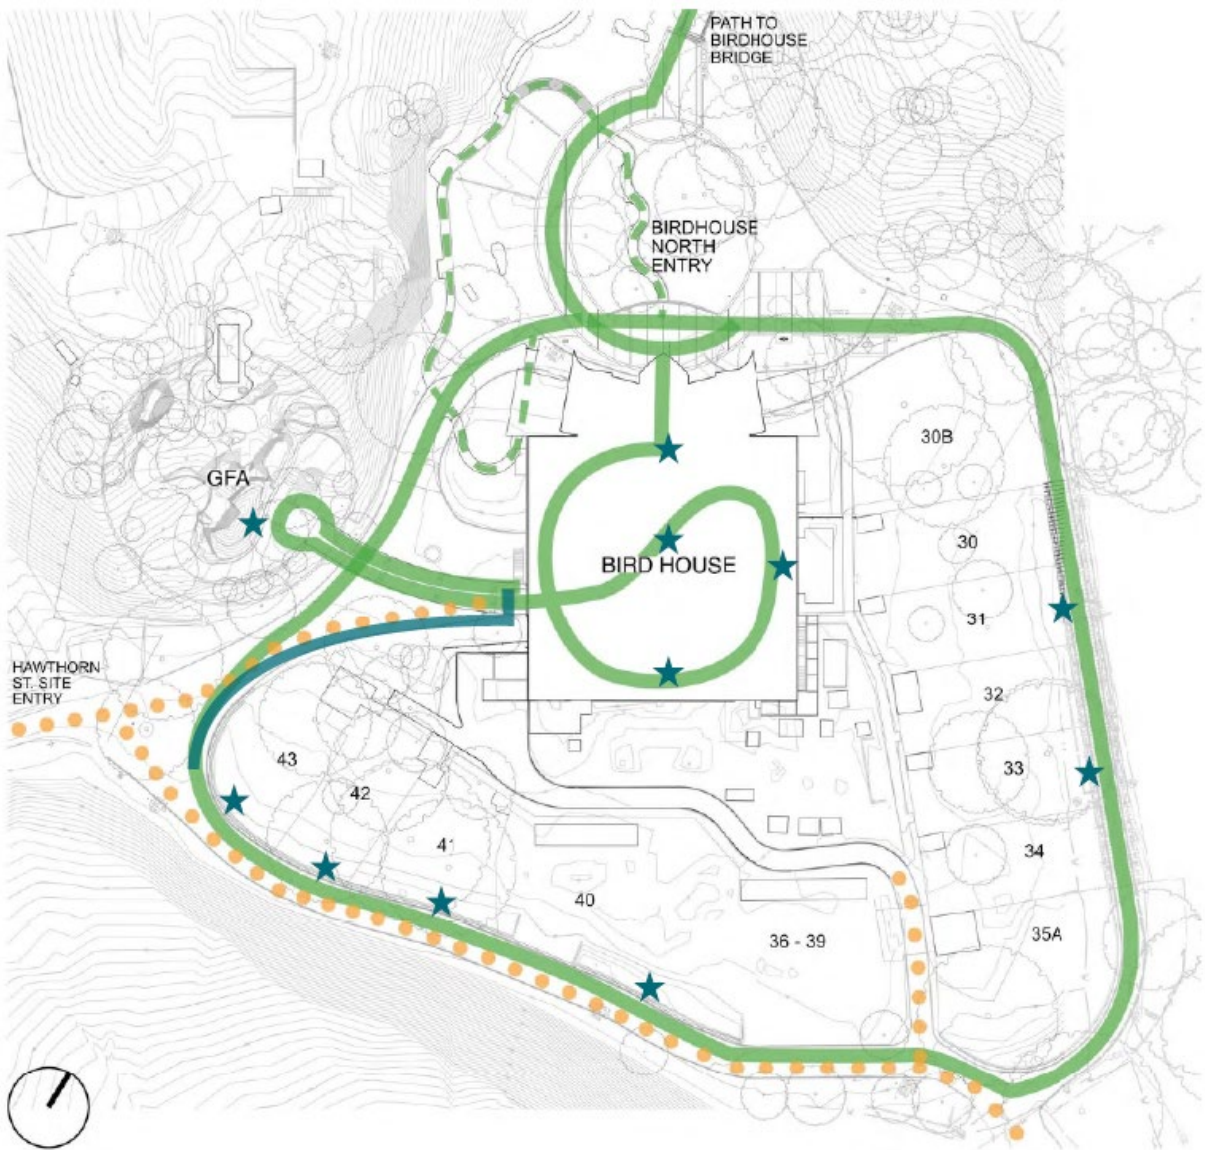 PATH TO
BIRDHOUSE
BRIDGE
BIRDHOUSE
NORTH
ENTRY
30B
GFA
30
BIRD HOUSE
31
HAWTHORN
ST. SITE
ENTRY
32
43
33
42
41
34
40
35A
36 - 39